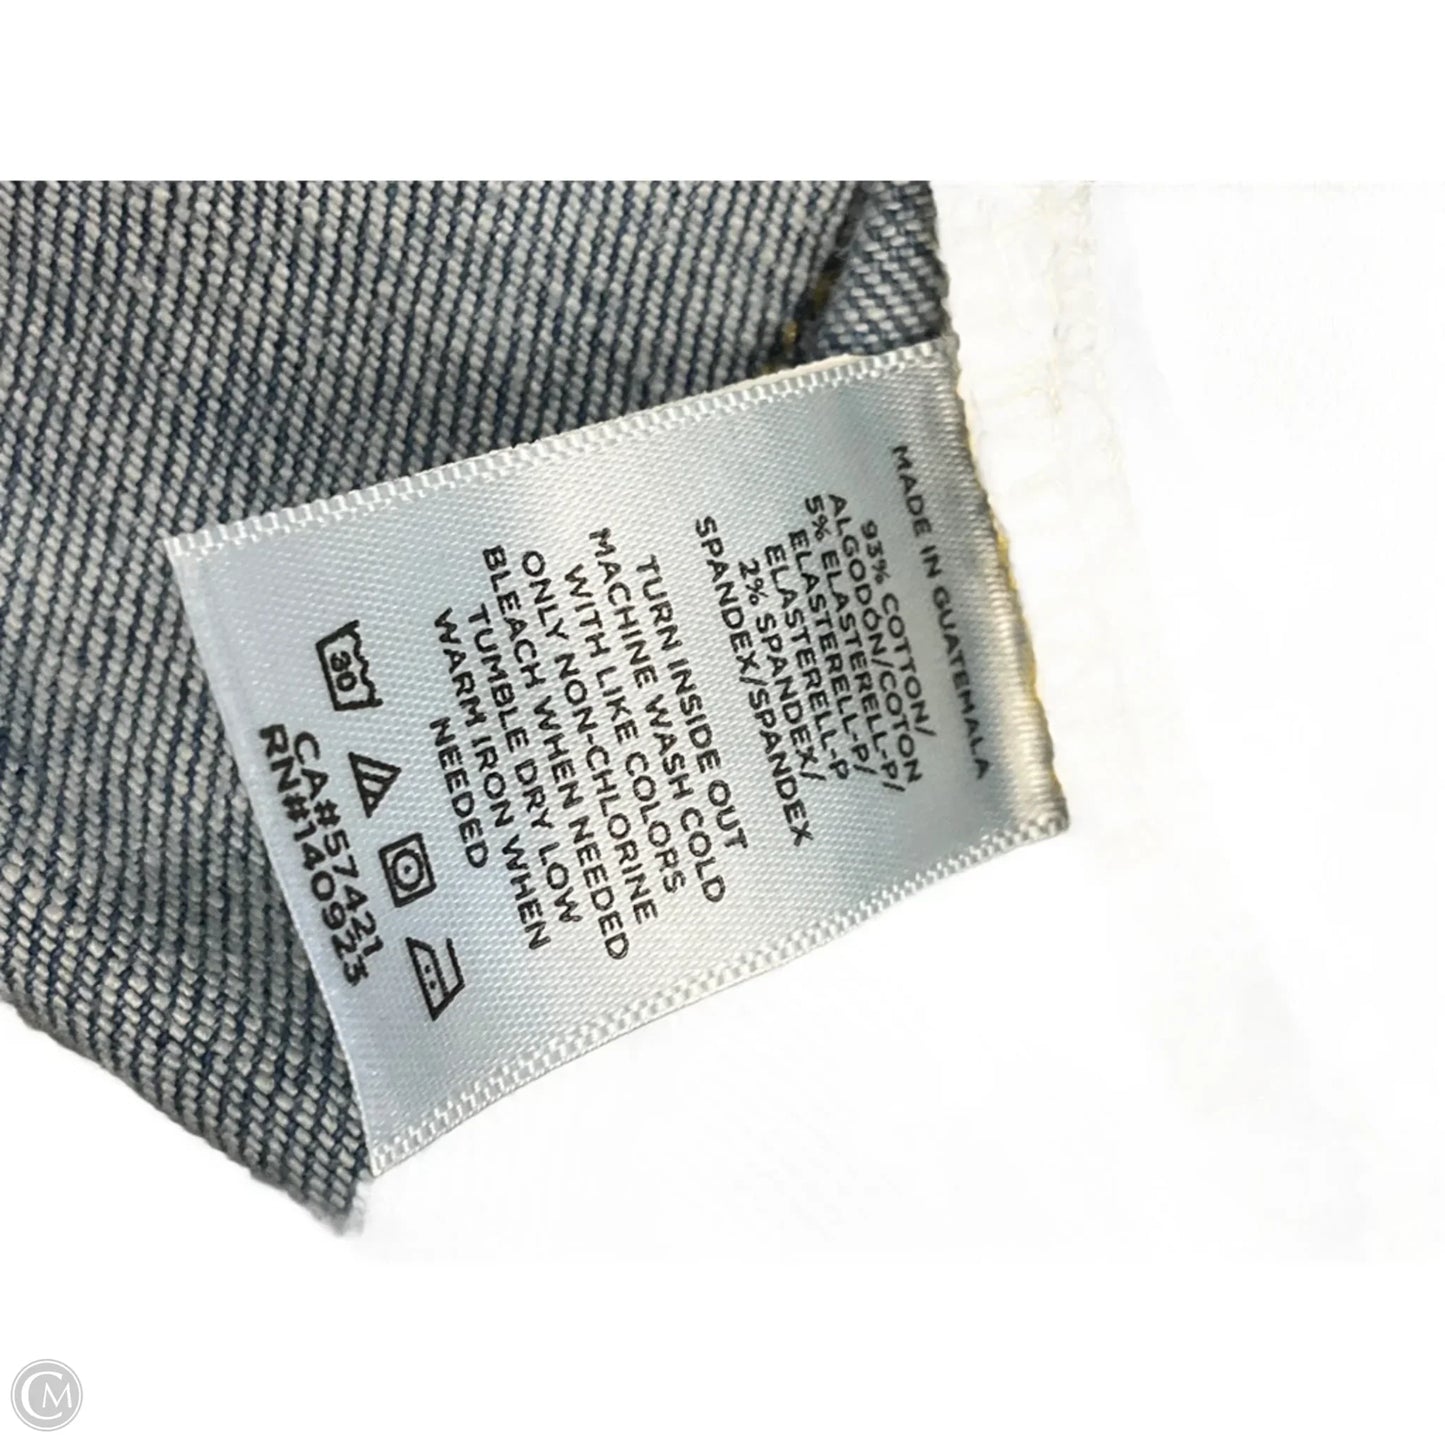 MADE IN GUATEMALA
93% COTTON/
ALGODÓN/COTON
5% ELASTERELL-P/
ELASTERELL-P/
ELASTERELL-P
2% SPANDEX/
SPANDEX/SPANDEX
TURN INSIDE OUT
MACHINE WASH COLD
WITH LIKE COLORS
ONLY NON-CHLORINE
BLEACH WHEN NEEDED
TUMBLE DRY LOW
WARM IRON WHEN
NEEDED
30
CA#57421
RN#140923
CM